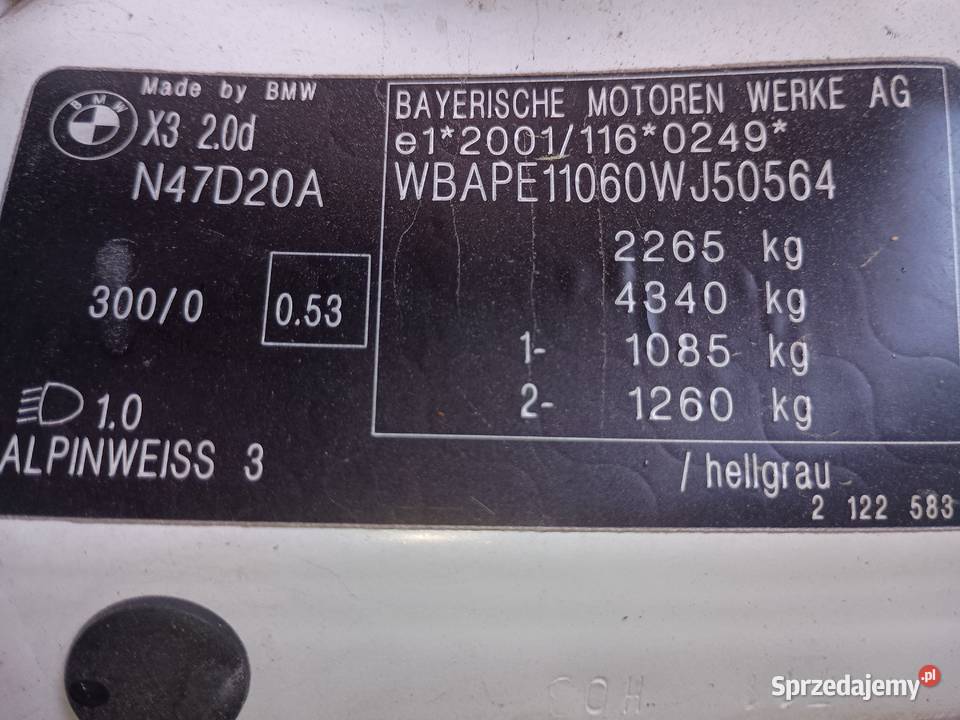 Made by BMW
BMW
X3 2.0d
N47D20A
300/0
0.53
1.0
ALPINWEISS 3
BAYERISCHE MOTOREN WERKE AG
e1*2001/116*0249*
WBAPE11060WJ50564
2265 kg
4340 kg
1- 1085 kg
2- 1260 kg
/hellgrau
2 122 583
Sprzedajemy.pl